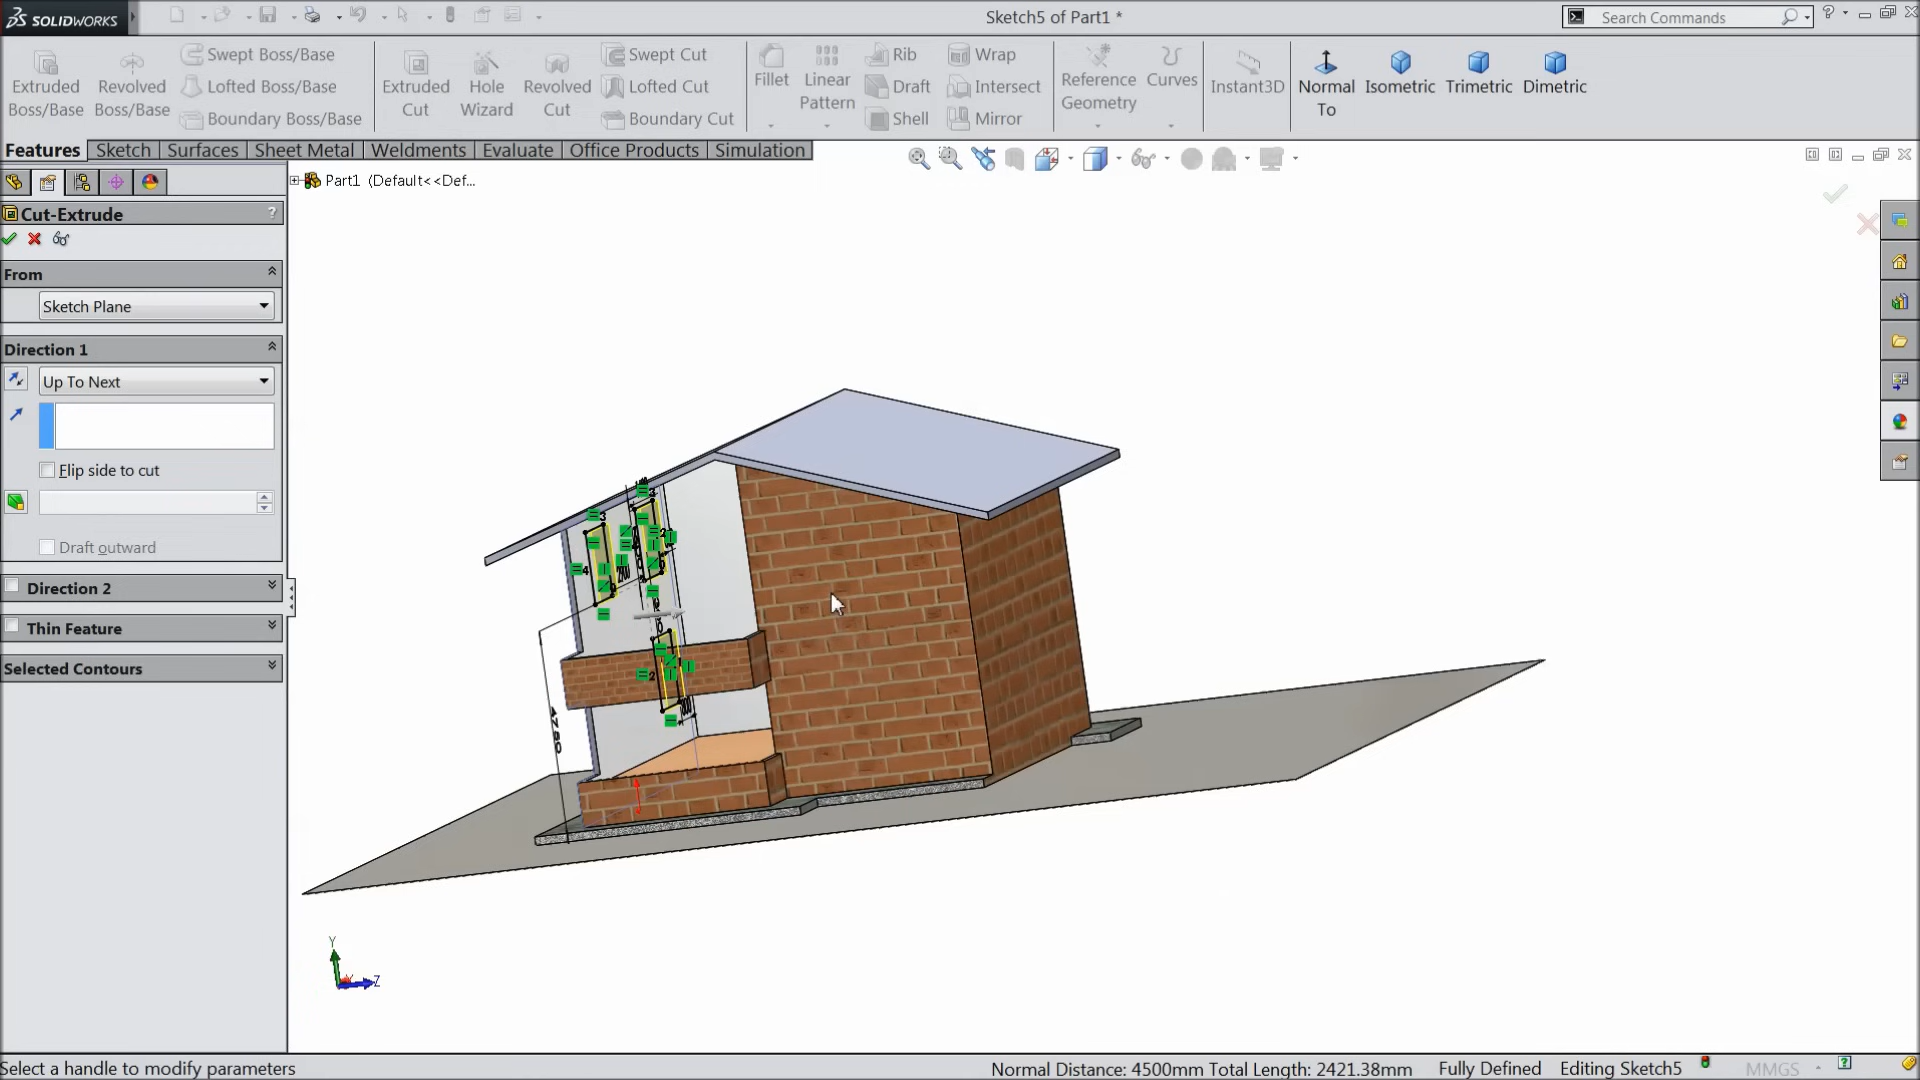 SOLIDWORKS
Sketch5 of Part1 *
Search Commands
Extruded Boss/Base
Revolved Boss/Base
Swept Boss/Base
Lofted Boss/Base
Boundary Boss/Base
Extruded Cut
Hole Wizard
Revolved Cut
Swept Cut
Lofted Cut
Boundary Cut
Fillet
Linear Pattern
Rib
Draft
Shell
Wrap
Intersect
Mirror
Reference Geometry
Curves
Instant3D
Normal To
Isometric
Trimetric
Dimetric
Features
Sketch
Surfaces
Sheet Metal
Weldments
Evaluate
Office Products
Simulation
Part1 (Default<<Def...
Cut-Extrude
?
From
Sketch Plane
Direction 1
Up To Next
Flip side to cut
Draft outward
Direction 2
Thin Feature
Selected Contours
4750
Y
Z
Select a handle to modify parameters
Normal Distance: 4500mm Total Length: 2421.38mm
Fully Defined
Editing Sketch5
MMGS